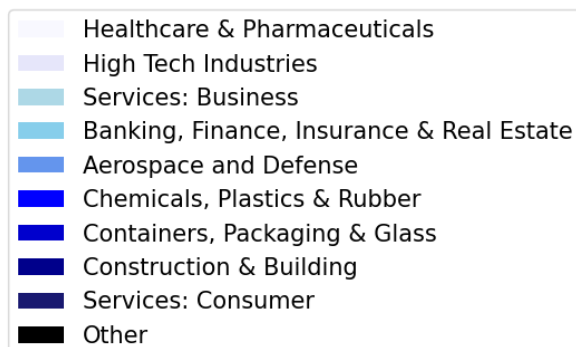 Healthcare & Pharmaceuticals
High Tech Industries
Services: Business
Banking, Finance, Insurance & Real Estate
Aerospace and Defense
Chemicals, Plastics & Rubber
Containers, Packaging & Glass
Construction & Building
Services: Consumer
Other